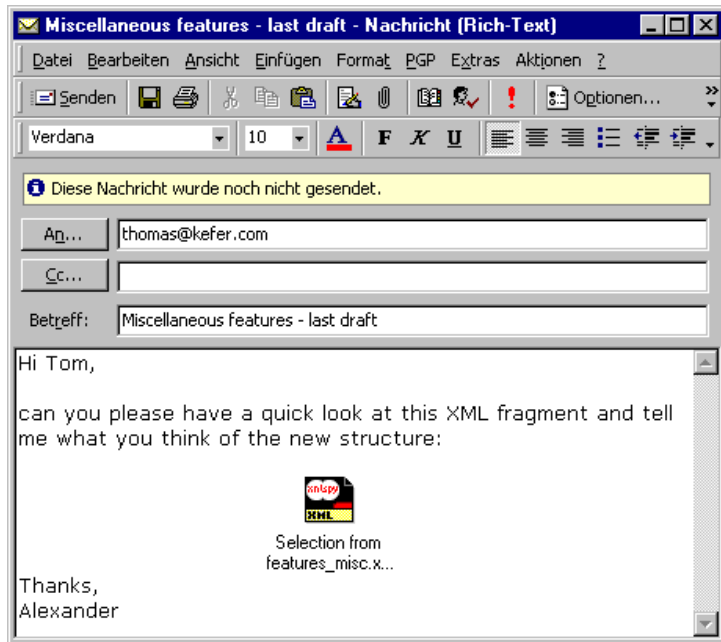 Miscellaneous features - last draft - Nachricht (Rich-Text)
Datei Bearbeiten Ansicht Einfügen Format PGP Extras Aktionen ?
Senden Optionen... »
Verdana 10 A F K U
Diese Nachricht wurde noch nicht gesendet.
An... thomas@kefer.com
Cc...
Betreff: Miscellaneous features - last draft
Hi Tom,
can you please have a quick look at this XML fragment and tell
me what you think of the new structure:
xmlspy
XML
Selection from
features_misc.x...
Thanks,
Alexander